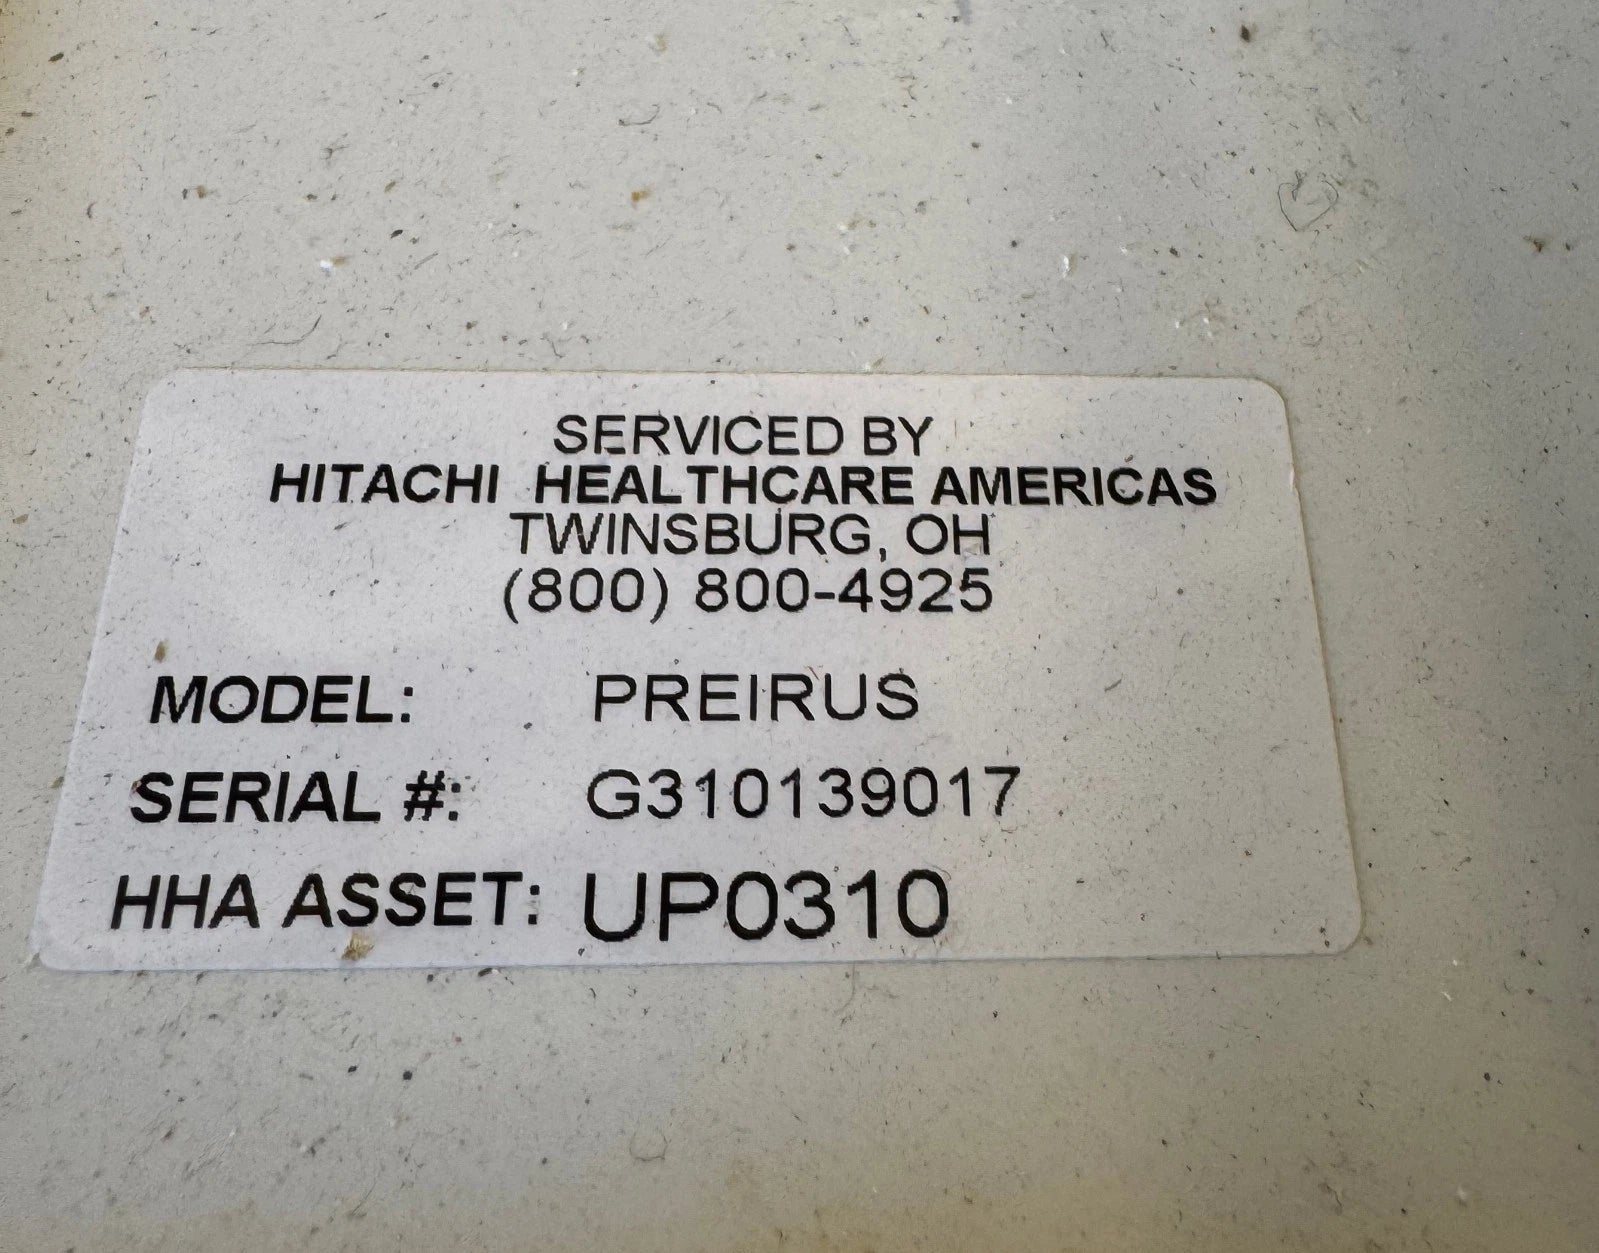 SERVICED BY
HITACHI HEALTHCARE AMERICAS
TWINSBURG, OH
(800) 800-4925
MODEL: PREIRUS
SERIAL #: G310139017
HHA ASSET: UP0310